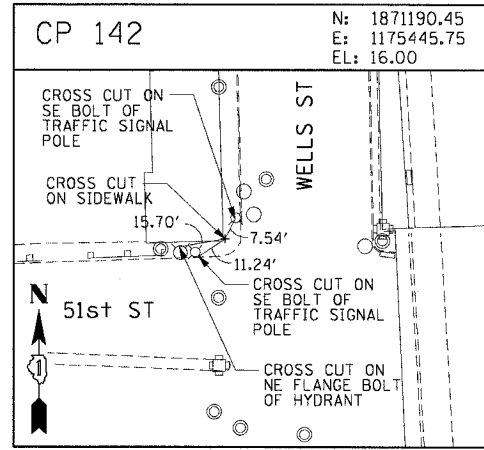 CP 142
N: 1871190.45
E: 1175445.75
EL: 16.00
CROSS CUT ON
SE BOLT OF
TRAFFIC SIGNAL
POLE
WELLS ST
CROSS CUT
ON SIDEWALK
15.70'
7.54'
11.24'
CROSS CUT ON
SE BOLT OF
TRAFFIC SIGNAL
POLE
N
51st ST
1
CROSS CUT ON
NE FLANGE BOLT
OF HYDRANT